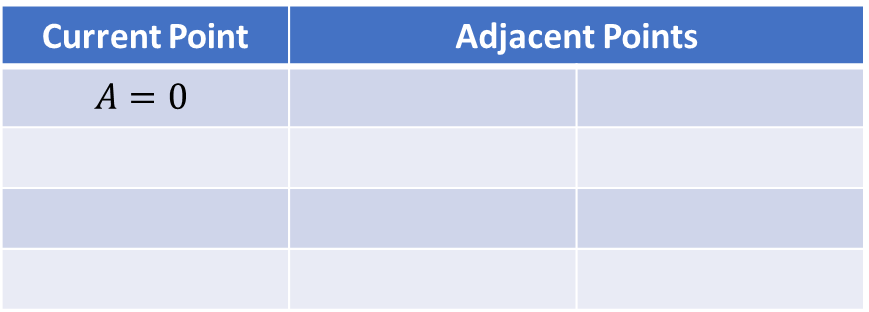 Current Point Adjacent Points
A = 0